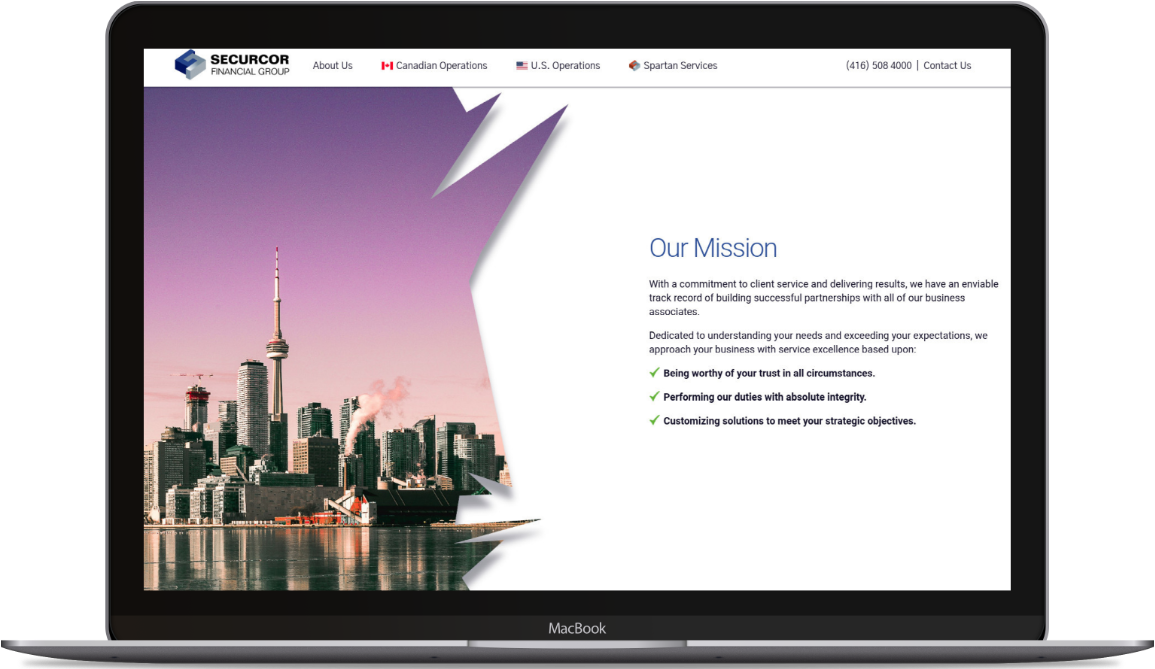 SECURCOR
FINANCIAL GROUP
About Us
Canadian Operations
U.S. Operations
Spartan Services
(416) 508 4000 | Contact Us
Our Mission
With a commitment to client service and delivering results, we have an enviable
track record of building successful partnerships with all of our business
associates.
Dedicated to understanding your needs and exceeding your expectations, we
approach your business with service excellence based upon:
Being worthy of your trust in all circumstances.
Performing our duties with absolute integrity.
Customizing solutions to meet your strategic objectives.
MacBook